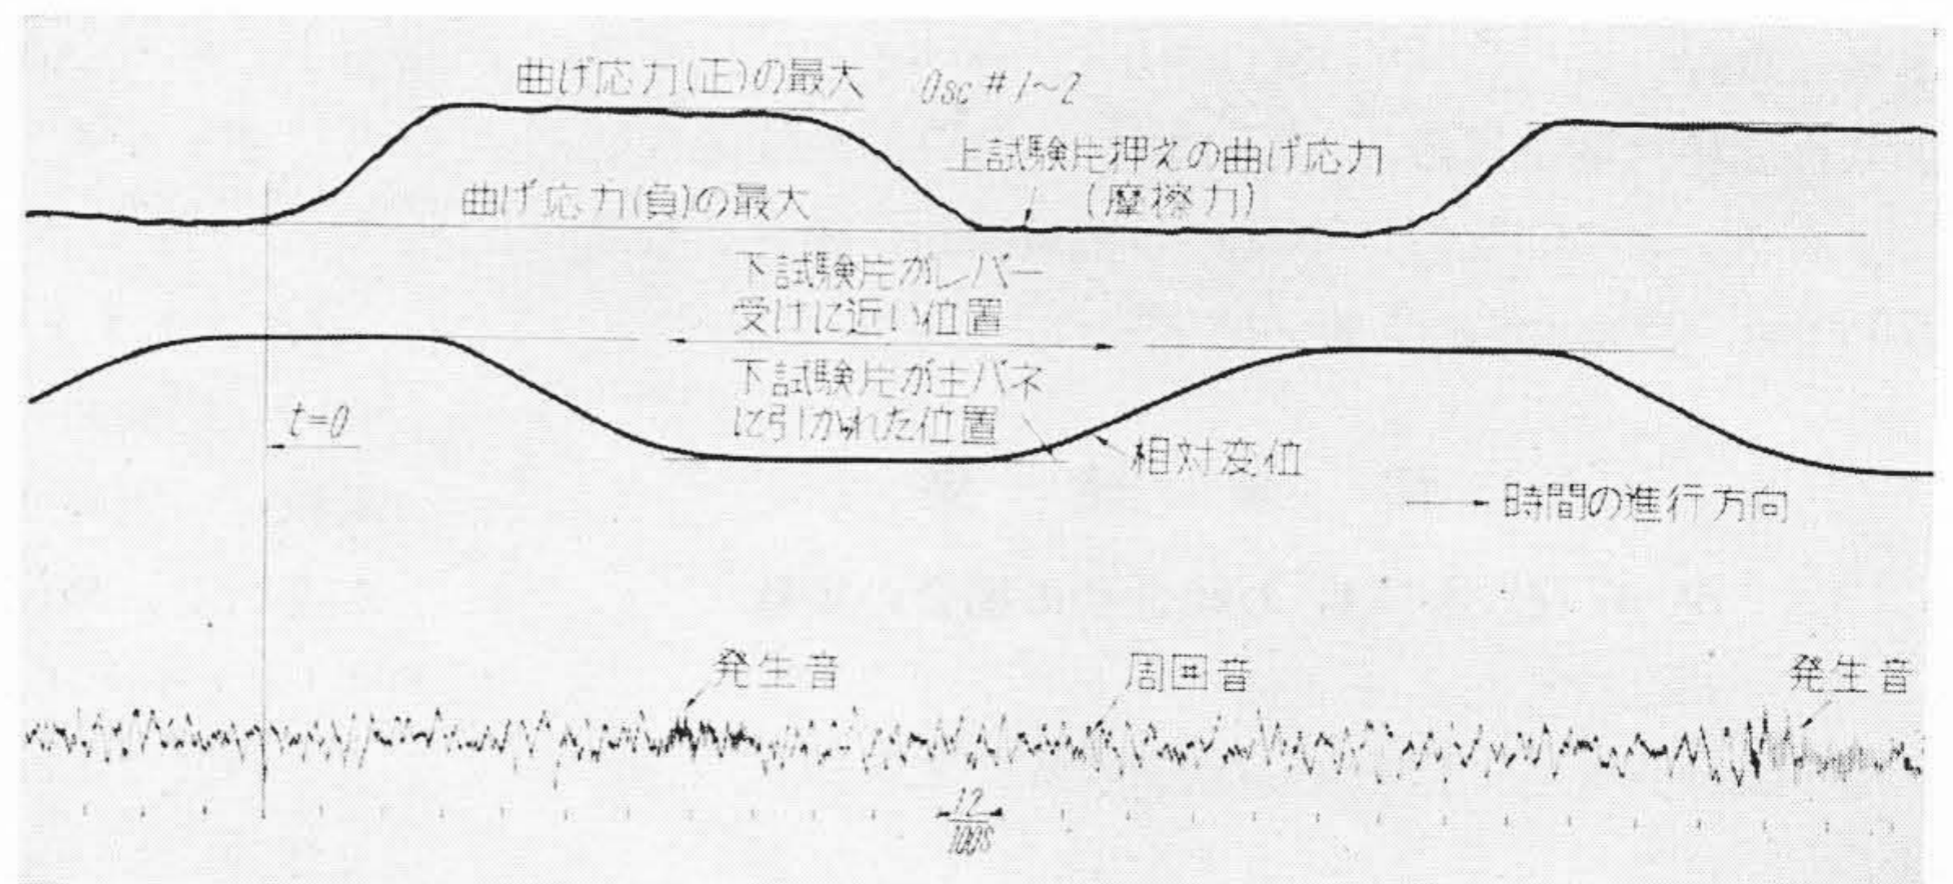 曲げ応力(正)の最大
Osc #1~2
上試験片押えの曲げ応力
(摩擦力)
曲げ応力(負)の最大
下試験片がレバー
受けに近い位置
下試験片が主バネ
に引かれた位置
t=0
相対変位
時間の進行方向
発生音
周囲音
発生音
12
100S